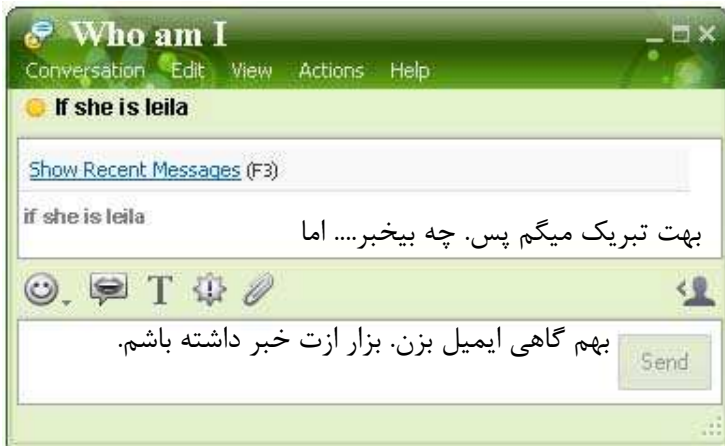 Who am I
Conversation Edit View Actions Help
If she is leila
Show Recent Messages (F3)
if she is leila
بهت تبریک میگم پس. چه بیخبر.... اما
بهم گاهی ایمیل بزن. بزار ازت خبر داشته باشم.
Send